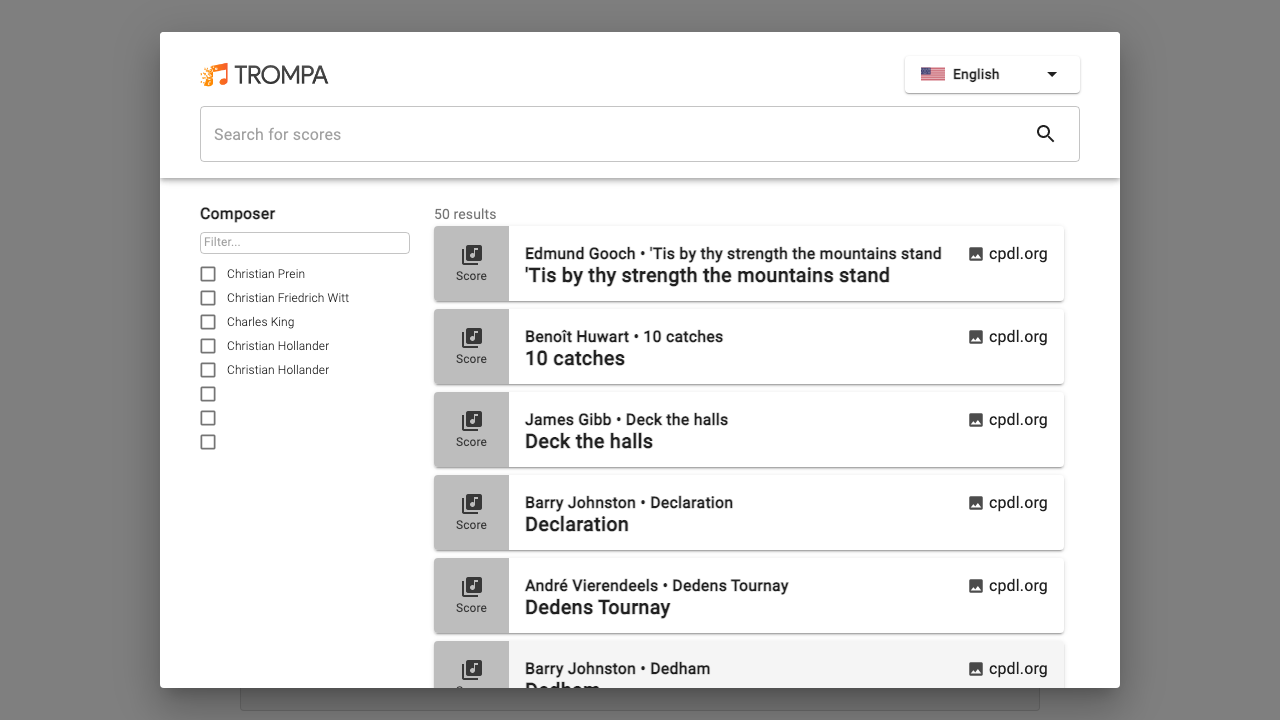 TROMPA
English
Search for scores
Composer
Filter...
Christian Prein
Christian Friedrich Witt
Charles King
Christian Hollander
Christian Hollander
50 results
Score
Edmund Gooch • 'Tis by thy strength the mountains stand
cpdl.org
'Tis by thy strength the mountains stand
Score
Benoît Huwart • 10 catches
cpdl.org
10 catches
Score
James Gibb • Deck the halls
cpdl.org
Deck the halls
Score
Barry Johnston • Declaration
cpdl.org
Declaration
Score
André Vierendeels • Dedens Tournay
cpdl.org
Dedens Tournay
Barry Johnston • Dedham
cpdl.org
Dedham